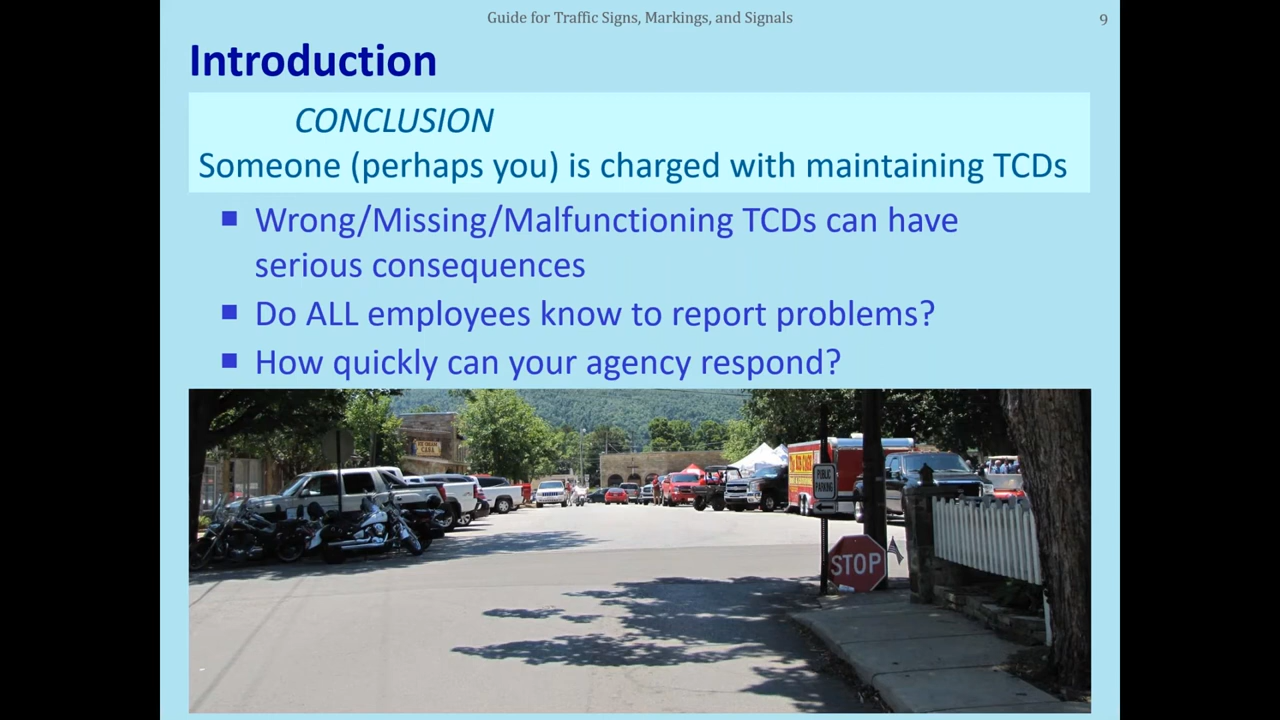 Guide for Traffic Signs, Markings, and Signals
9
Introduction
CONCLUSION
Someone (perhaps you) is charged with maintaining TCDs
Wrong/Missing/Malfunctioning TCDs can have
serious consequences
Do ALL employees know to report problems?
How quickly can your agency respond?
PUBLIC
PARKING
STOP